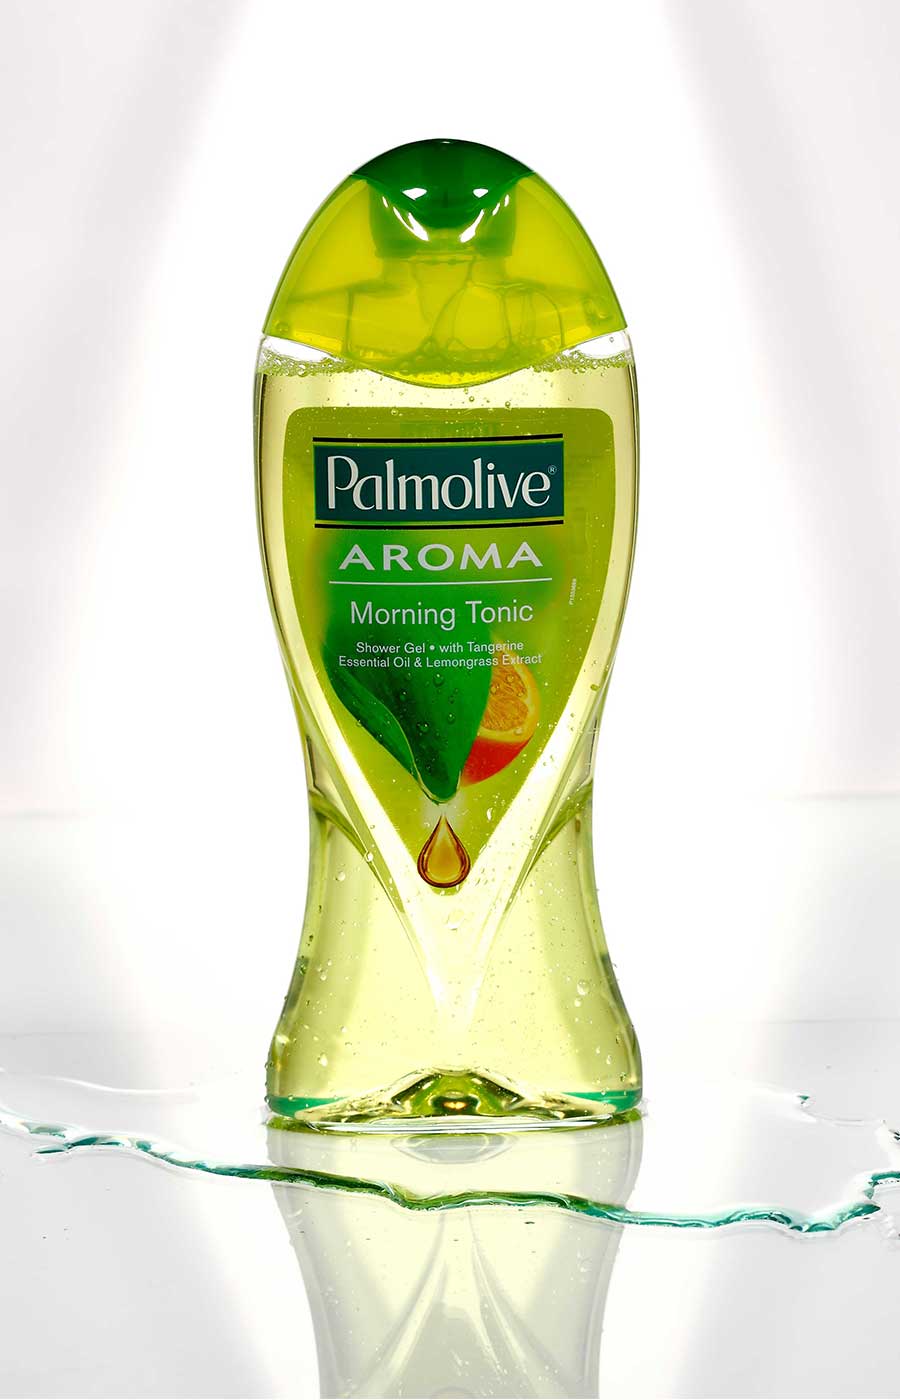 Palmolive®
AROMA
Morning Tonic
Shower Gel • with Tangerine
Essential Oil & Lemongrass Extract